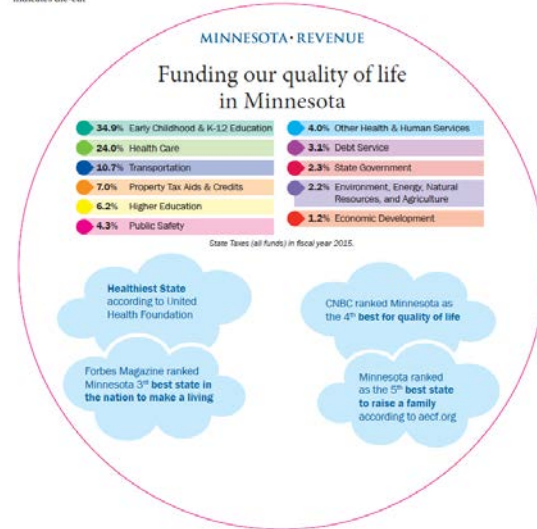 indicates die-cut
MINNESOTA·REVENUE
Funding our quality of life
in Minnesota
34.9% Early Childhood & K-12 Education
24.0% Health Care
10.7% Transportation
7.0% Property Tax Aids & Credits
6.2% Higher Education
4.3% Public Safety
4.0% Other Health & Human Services
3.1% Debt Service
2.3% State Government
2.2% Environment, Energy, Natural
Resources, and Agriculture
1.2% Economic Development
State Taxes (all funds) in fiscal year 2015.
Healthiest State
according to United
Health Foundation
CNBC ranked Minnesota as
the 4th best for quality of life
Forbes Magazine ranked
Minnesota 3rd best state in
the nation to make a living
Minnesota ranked
as the 5th best state
to raise a family
according to aecf.org